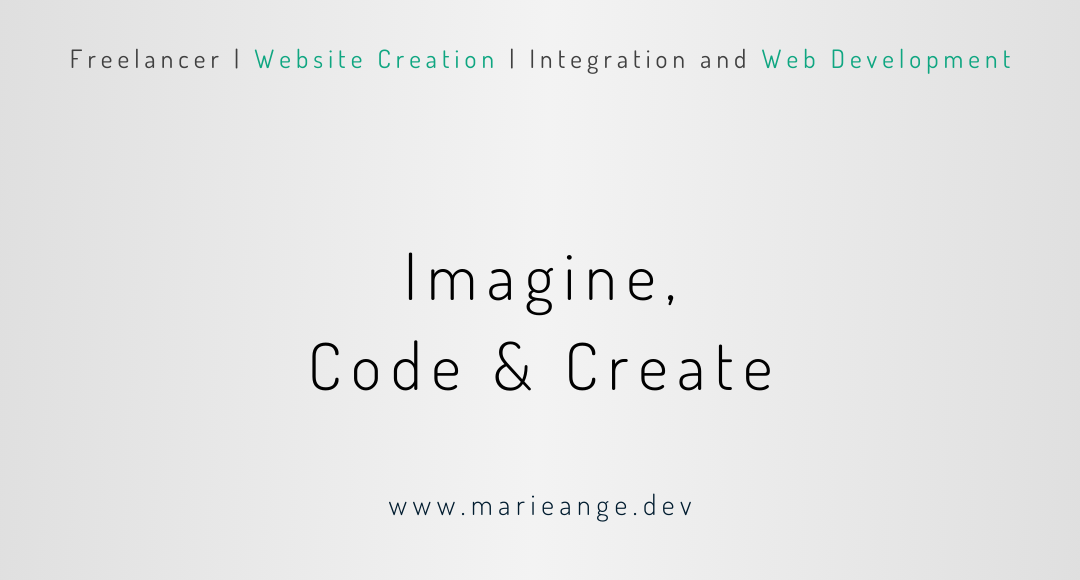 Freelancer | Website Creation | Integration and Web Development
Imagine,
Code & Create
www.marieange.dev